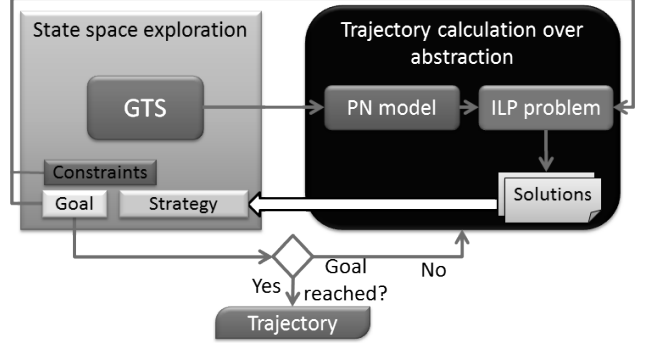 State space exploration
Trajectory calculation over
abstraction
GTS
PN model
ILP problem
Constraints
Goal
Strategy
Solutions
Goal
reached?
Yes
No
Trajectory